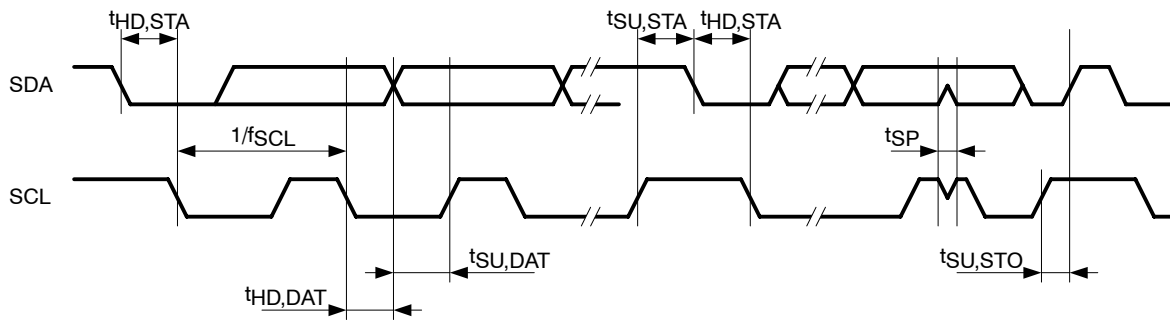 tHD,STA
tSU,STA
tHD,STA
SDA
1/fSCL
tSP
SCL
tSU,DAT
tSU,STO
tHD,DAT